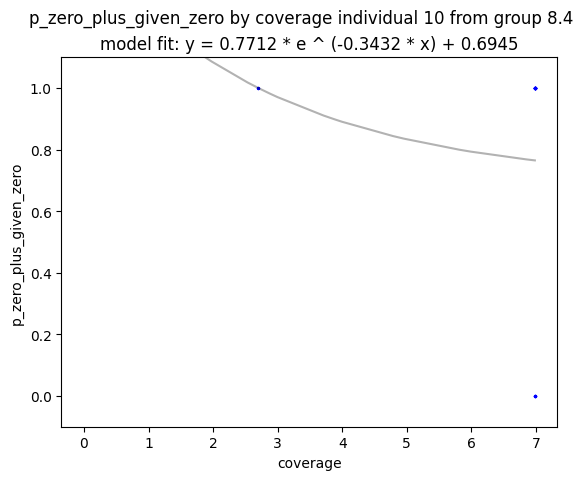 p_zero_plus_given_zero by coverage individual 10 from group 8.4
model fit: y = 0.7712 * e ^ (-0.3432 * x) + 0.6945
1.0
0.8
0.6
0.4
0.2
0.0
p_zero_plus_given_zero
0 1 2 3 4 5 6 7
coverage